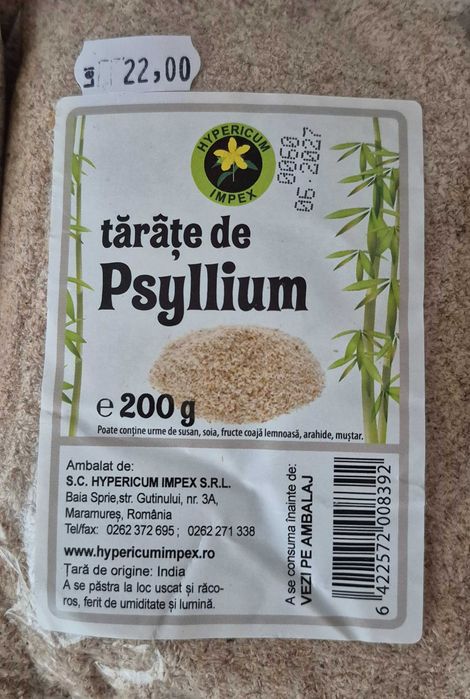 Lei 22,00
HYPERICUM
IMPEX
0060
06.2027
tărâțe de
Psyllium
e 200 g
Poate conține urme de susan, soia, fructe coajă lemnoasă, arahide, muștar.
Ambalat de:
S.C. HYPERICUM IMPEX S.R.L.
Baia Sprie,str. Gutinului, nr. 3A,
Maramureș, România
Tel/fax: 0262 372 695 ; 0262 271 338
www.hypericumimpex.ro
Țară de origine: India
A se păstra la loc uscat și răco-
ros, ferit de umiditate și lumină.
A se consuma înainte de:
VEZI PE AMBALAJ
6 422572 008392